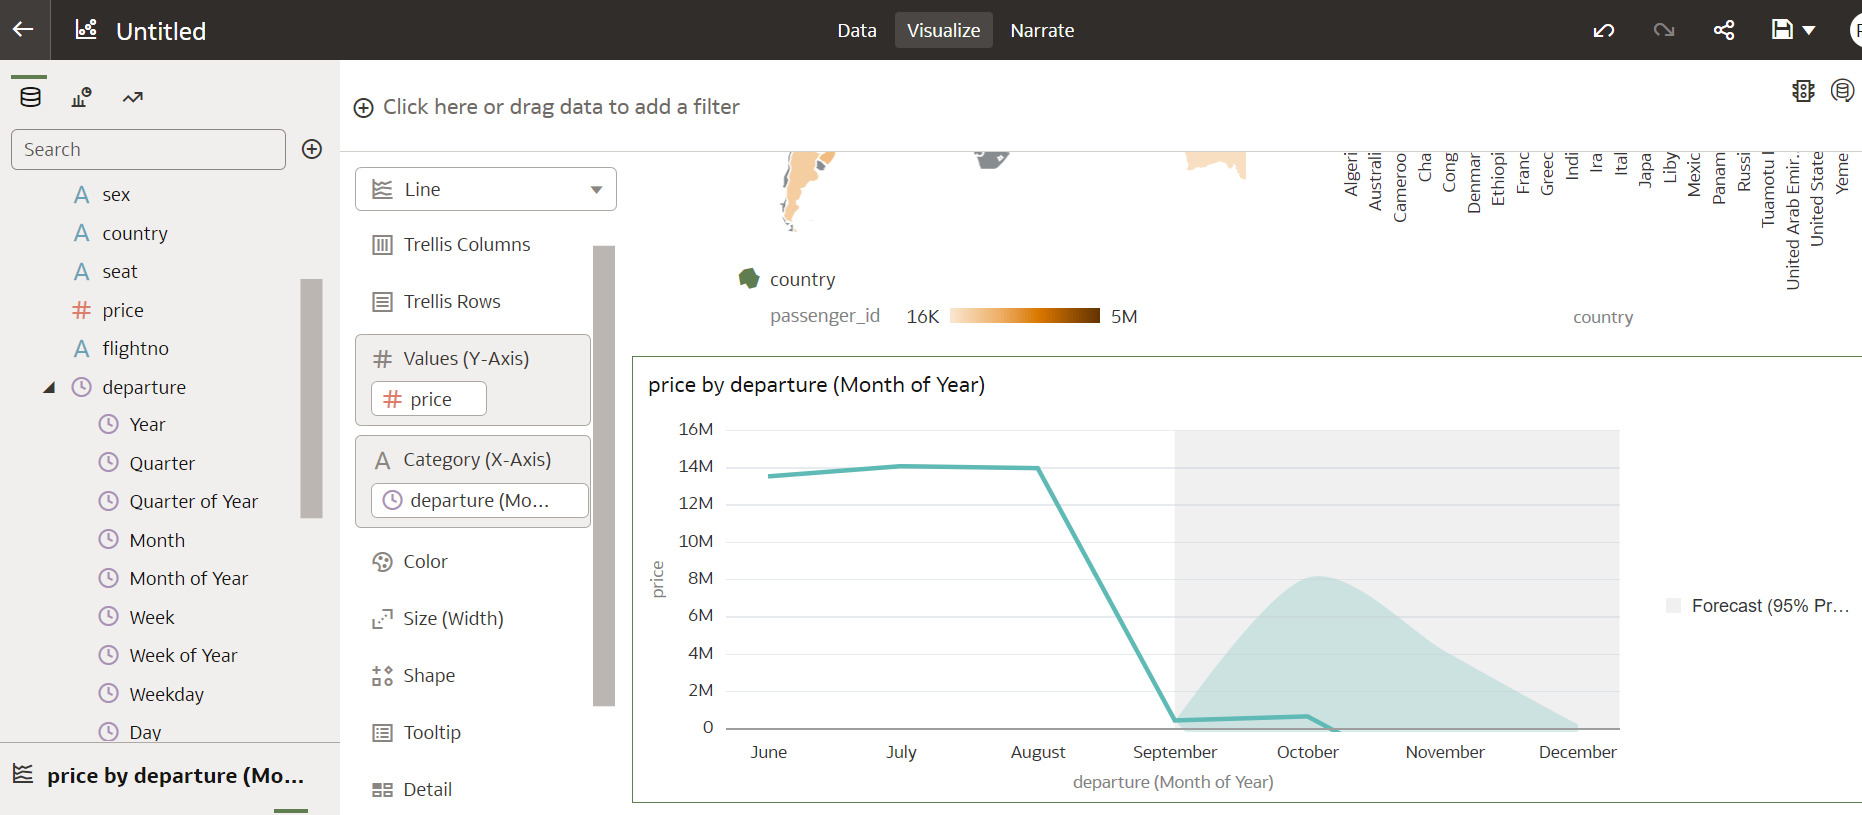 Untitled
Data
Visualize
Narrate
Click here or drag data to add a filter
Search
sex
country
seat
price
flightno
departure
Year
Quarter
Quarter of Year
Month
Month of Year
Week
Week of Year
Weekday
Day
price by departure (Mo...
Line
Trellis Columns
Trellis Rows
Values (Y-Axis)
price
Category (X-Axis)
departure (Mo...
Color
Size (Width)
Shape
Tooltip
Detail
country
passenger_id 16K 5M
Algeri
Australi
Cameroo
Cha
Cong
Denmar
Ethiopi
Franc
Greec
Indi
Ira
Ital
Japa
Liby
Mexic
Panam
Russi
Tuamotu
United Arab Emir...
United State
Yeme
country
price by departure (Month of Year)
16M
14M
12M
10M
8M
6M
4M
2M
0
price
June July August September October November December
departure (Month of Year)
Forecast (95% Pr...